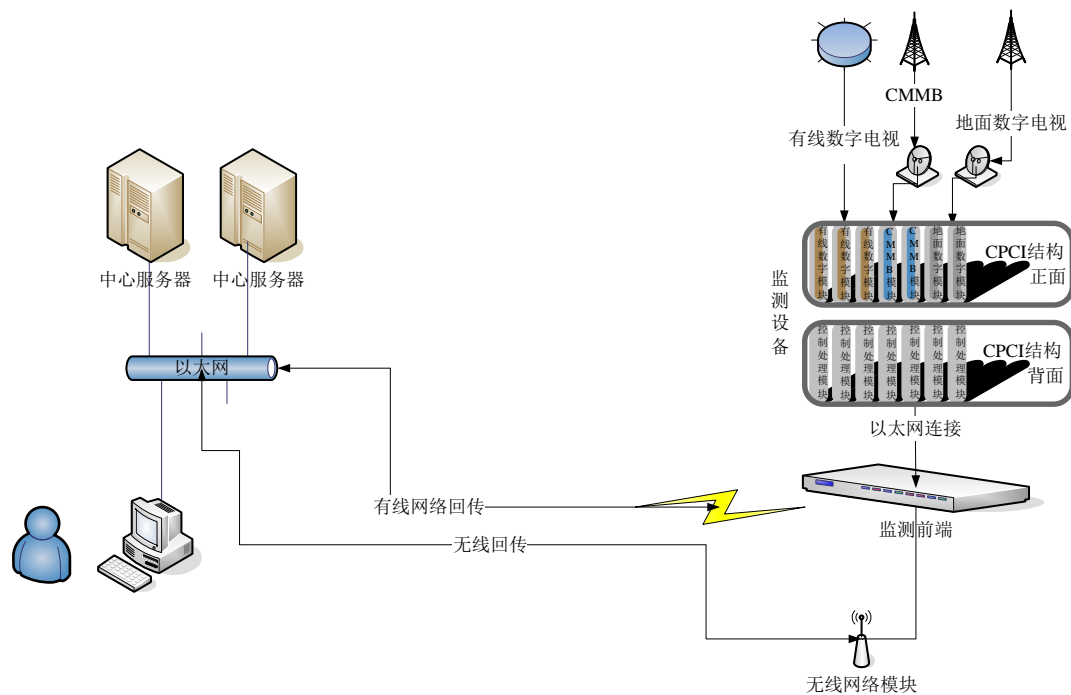 CMMB
有线数字电视
地面数字电视
中心服务器
中心服务器
以太网
监测设备
有线数字模块
有线数字模块
有线数字模块
CMMB模块
CMMB模块
地面数字模块
地面数字模块
CPCI结构
正面
控制处理模块
控制处理模块
控制处理模块
控制处理模块
控制处理模块
控制处理模块
控制处理模块
CPCI结构
背面
以太网连接
有线网络回传
监测前端
无线回传
无线网络模块